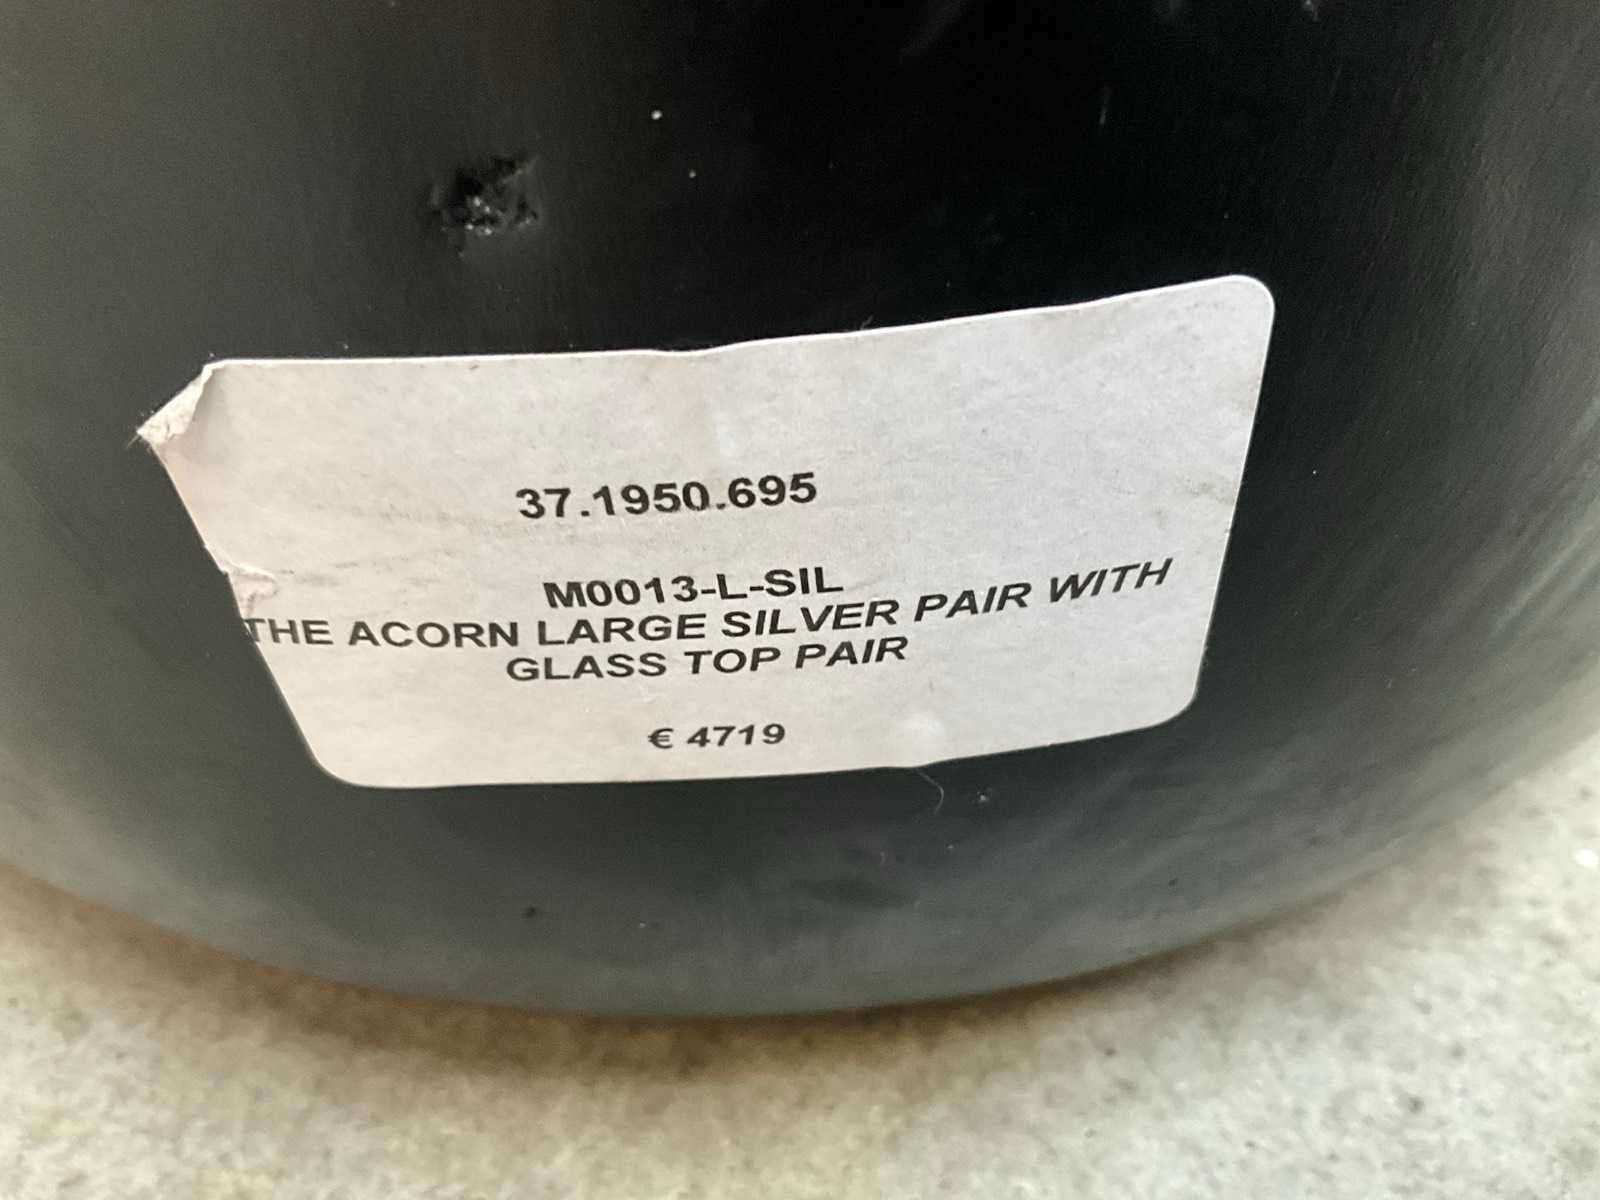 37.1950.695
M0013-L-SIL
THE ACORN LARGE SILVER PAIR WITH
GLASS TOP PAIR
€ 4719